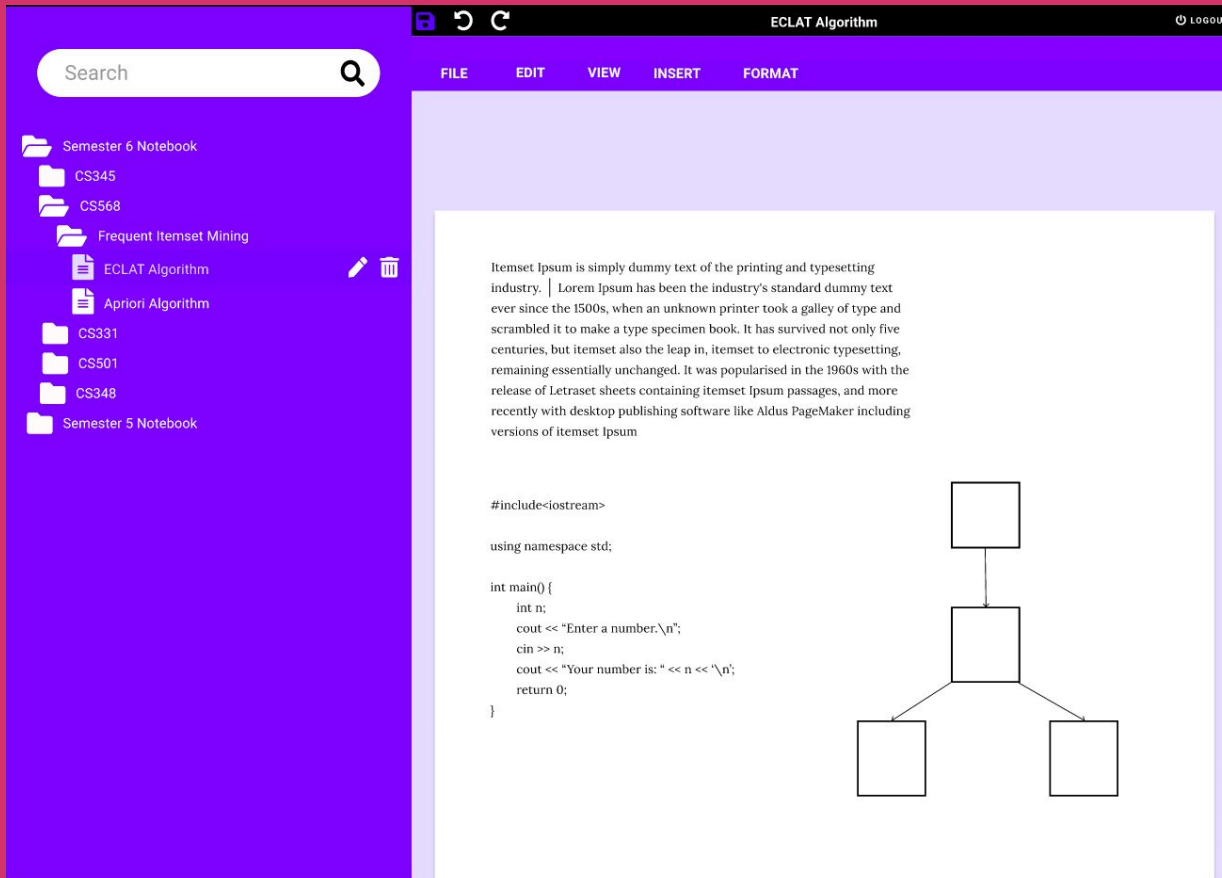 ECLAT Algorithm
LOGOU
Search
FILE EDIT VIEW INSERT FORMAT
Semester 6 Notebook
CS345
CS568
Frequent Itemset Mining
ECLAT Algorithm
Apriori Algorithm
CS331
CS501
CS348
Semester 5 Notebook
Itemset Ipsum is simply dummy text of the printing and typesetting
industry. | Lorem Ipsum has been the industry's standard dummy text
ever since the 1500s, when an unknown printer took a galley of type and
scrambled it to make a type specimen book. It has survived not only five
centuries, but itemset also the leap in, itemset to electronic typesetting,
remaining essentially unchanged. It was popularised in the 1960s with the
release of Letraset sheets containing itemset Ipsum passages, and more
recently with desktop publishing software like Aldus PageMaker including
versions of itemset Ipsum
#include<iostream>
using namespace std;
int main() {
int n;
cout << “Enter a number.\n”;
cin >> n;
cout << “Your number is: “ << n << ‘\n’;
return 0;
}